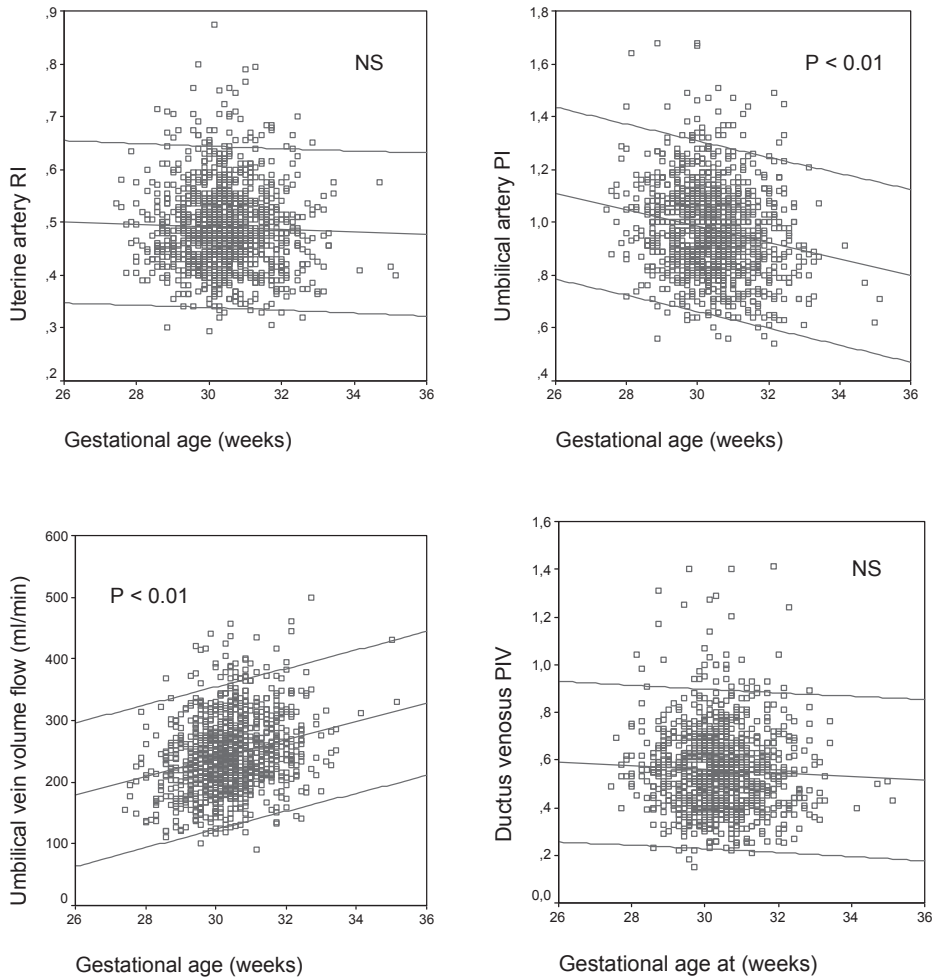 Uterine artery RI
,9
,8
,7
,6
,5
,4
,3
,2
NS
26 28 30 32 34 36
Gestational age (weeks)
Umbilical artery PI
1,8
1,6
1,4
1,2
1,0
,8
,6
,4
P < 0.01
26 28 30 32 34 36
Gestational age (weeks)
Umbilical vein volume flow (ml/min)
600
500
400
300
200
100
0
P < 0.01
26 28 30 32 34 36
Gestational age (weeks)
Ductus venosus PIV
1,6
1,4
1,2
1,0
,8
,6
,4
,2
0,0
NS
26 28 30 32 34 36
Gestational age at (weeks)